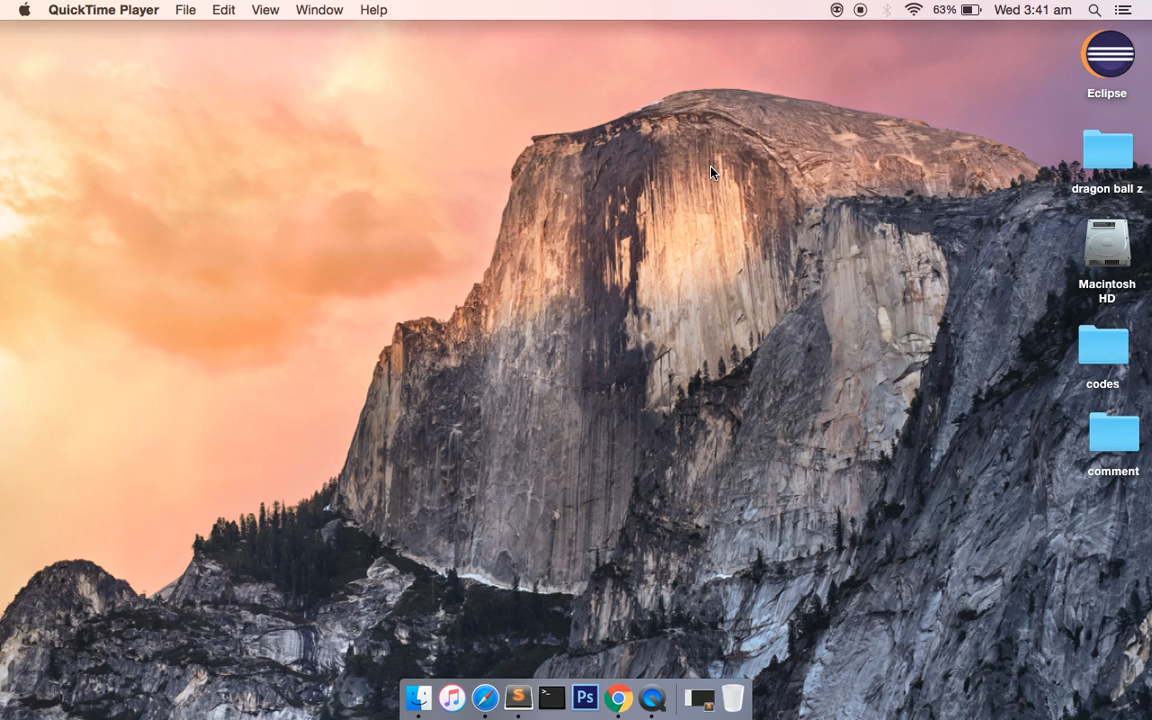 QuickTime Player File Edit View Window Help 63% Wed 3:41 am
Eclipse
dragon ball z
Macintosh
HD
codes
comment
S >_ Ps